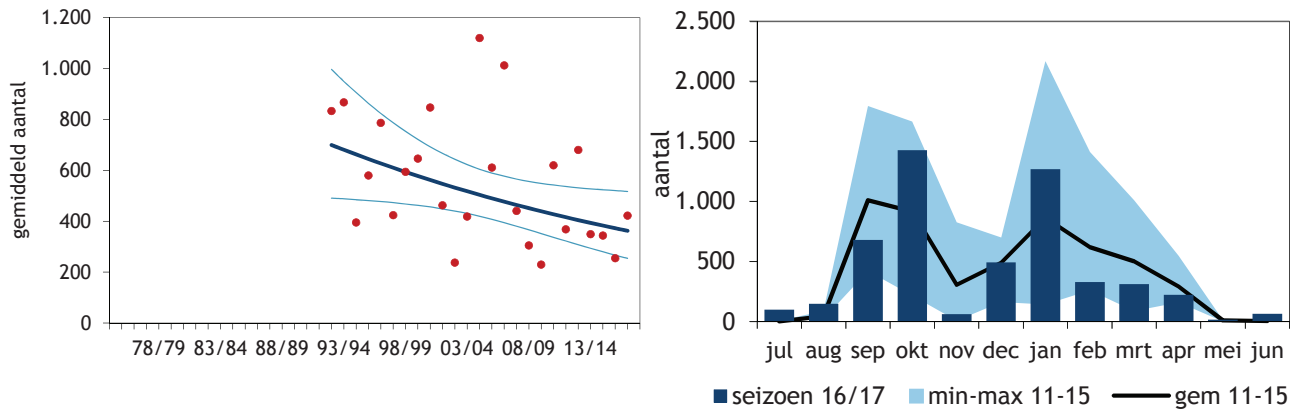 gemiddeld aantal
1.200
1.000
800
600
400
200
0
78/79 83/84 88/89 93/94 98/99 03/04 08/09 13/14
aantal
2.500
2.000
1.500
1.000
500
0
jul aug sep okt nov dec jan feb mrt apr mei jun
seizoen 16/17 min-max 11-15 gem 11-15